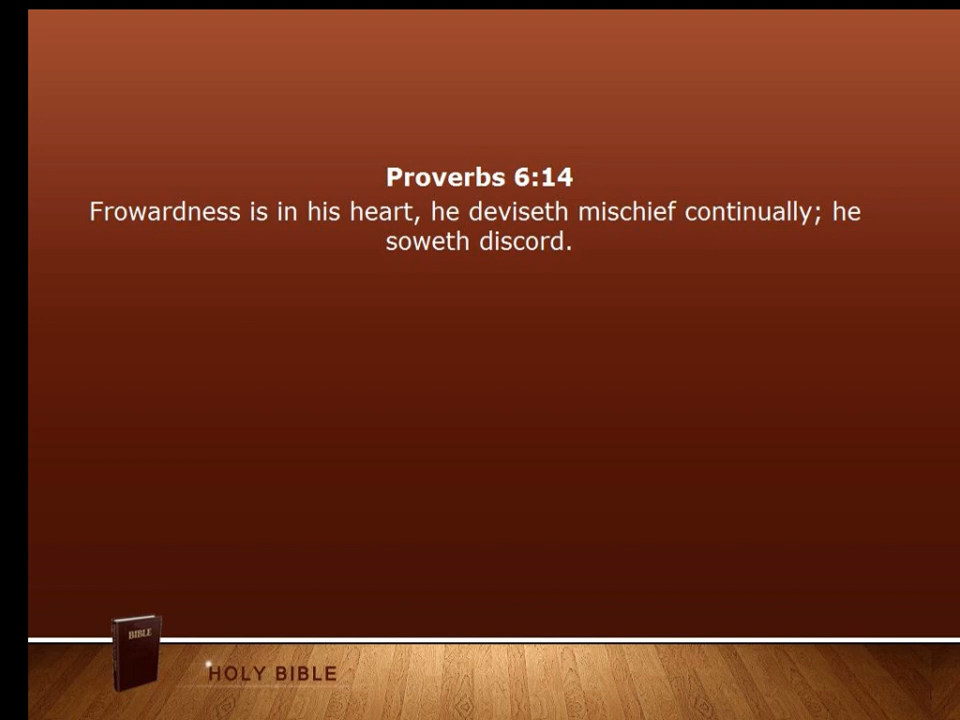 Proverbs 6:14
Frowardness is in his heart, he deviseth mischief continually; he
soweth discord.
BIBLE
HOLY BIBLE